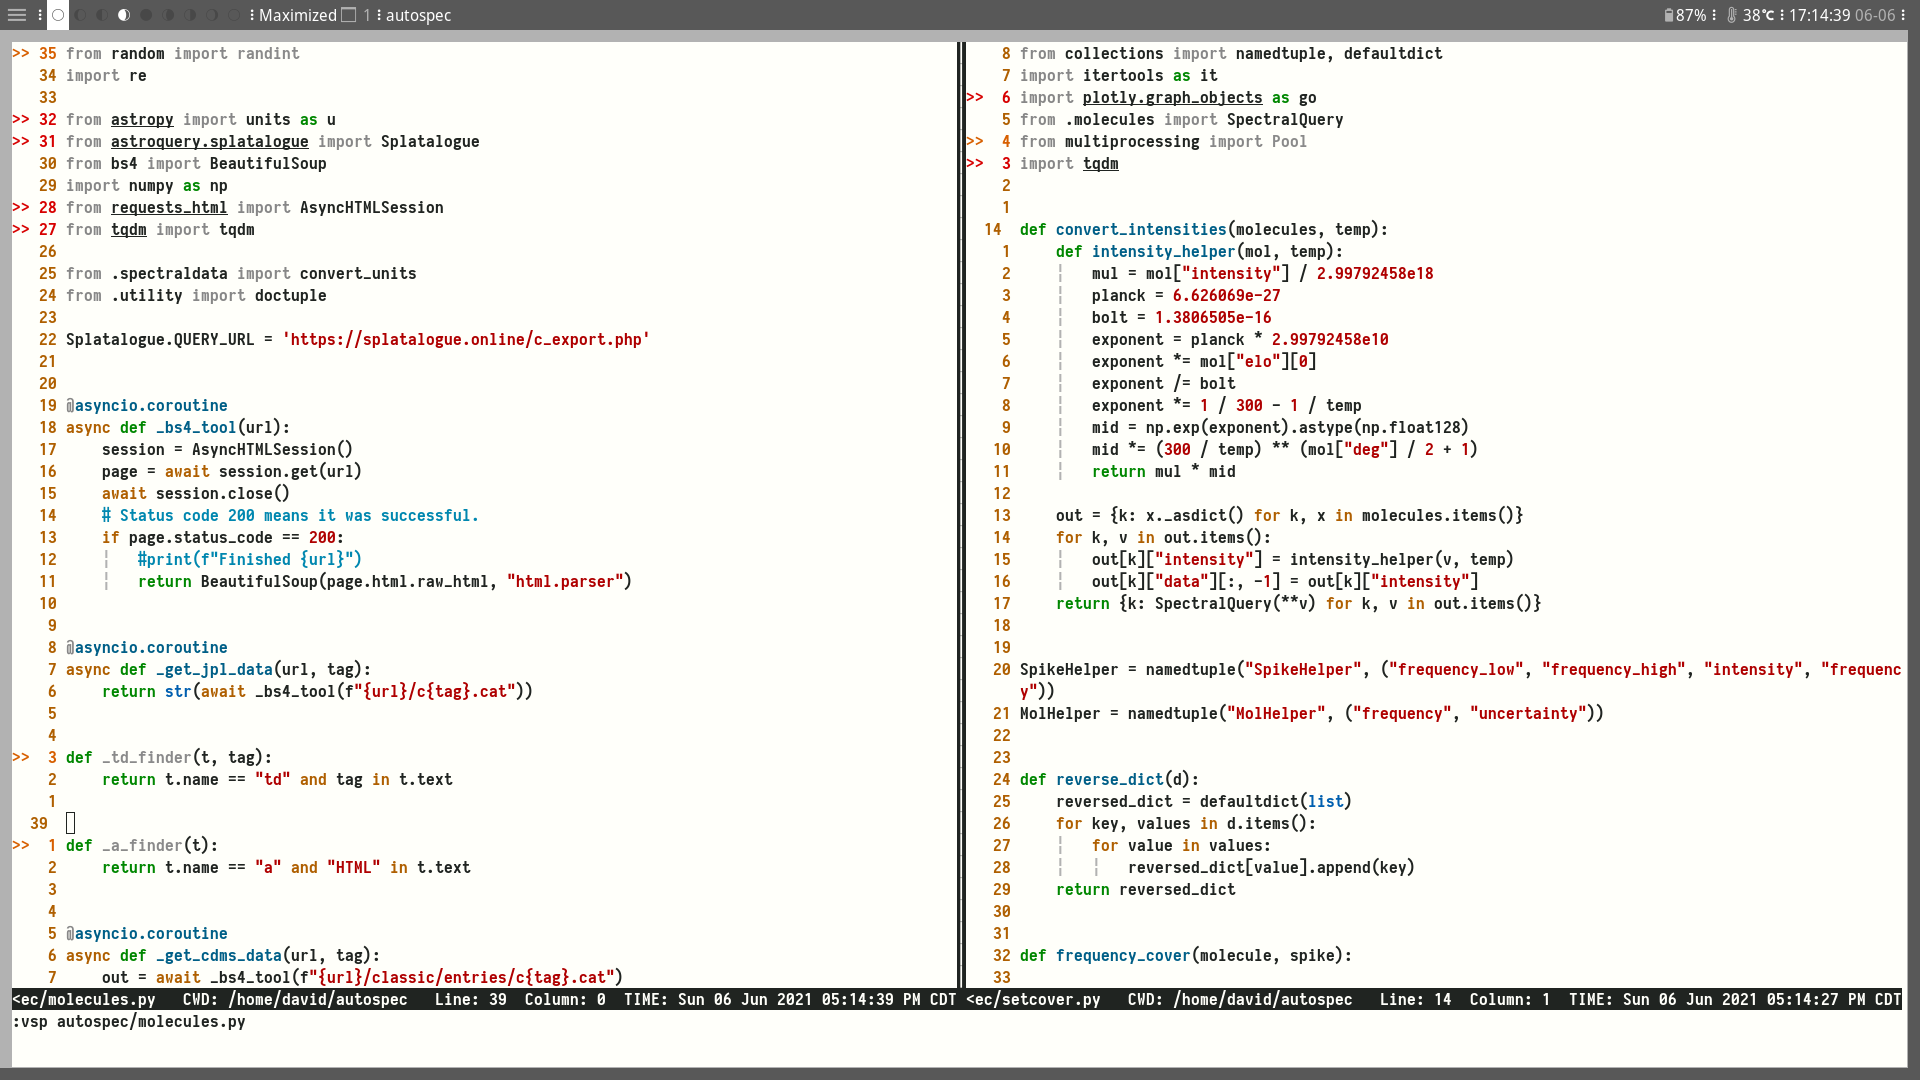 Maximized 1 autospec 87% 38℃ 17:14:39 06-06
>> 35 from random import randint
34 import re
33
>> 32 from astropy import units as u
>> 31 from astroquery.splatalogue import Splatalogue
30 from bs4 import BeautifulSoup
29 import numpy as np
>> 28 from requests_html import AsyncHTMLSession
>> 27 from tqdm import tqdm
26
25 from .spectraldata import convert_units
24 from .utility import doctuple
23
22 Splatalogue.QUERY_URL = 'https://splatalogue.online/c_export.php'
21
20
19 @asyncio.coroutine
18 async def _bs4_tool(url):
17     session = AsyncHTMLSession()
16     page = await session.get(url)
15     await session.close()
14     # Status code 200 means it was successful.
13     if page.status_code == 200:
12         #print(f"Finished {url}")
11         return BeautifulSoup(page.html.raw_html, "html.parser")
10
9
8 @asyncio.coroutine
7 async def _get_jpl_data(url, tag):
6     return str(await _bs4_tool(f"{url}/c{tag}.cat"))
5
4
>> 3 def _td_finder(t, tag):
2     return t.name == "td" and tag in t.text
1
39
>> 1 def _a_finder(t):
2     return t.name == "a" and "HTML" in t.text
3
4
5 @asyncio.coroutine
6 async def _get_cdms_data(url, tag):
7     out = await _bs4_tool(f"{url}/classic/entries/c{tag}.cat")
<ec/molecules.py CWD: /home/david/autospec Line: 39 Column: 0 TIME: Sun 06 Jun 2021 05:14:39 PM CDT
8 from collections import namedtuple, defaultdict
7 import itertools as it
>> 6 import plotly.graph_objects as go
5 from .molecules import SpectralQuery
>> 4 from multiprocessing import Pool
>> 3 import tqdm
2
1
14 def convert_intensities(molecules, temp):
1     def intensity_helper(mol, temp):
2         mul = mol["intensity"] / 2.99792458e18
3         planck = 6.626069e-27
4         bolt = 1.3806505e-16
5         exponent = planck * 2.99792458e10
6         exponent *= mol["elo"][0]
7         exponent /= bolt
8         exponent *= 1 / 300 - 1 / temp
9         mid = np.exp(exponent).astype(np.float128)
10         mid *= (300 / temp) ** (mol["deg"] / 2 + 1)
11         return mul * mid
12
13     out = {k: x._asdict() for k, x in molecules.items()}
14     for k, v in out.items():
15         out[k]["intensity"] = intensity_helper(v, temp)
16         out[k]["data"][:, -1] = out[k]["intensity"]
17     return {k: SpectralQuery(**v) for k, v in out.items()}
18
19
20 SpikeHelper = namedtuple("SpikeHelper", ("frequency_low", "frequency_high", "intensity", "frequenc
y"))
21 MolHelper = namedtuple("MolHelper", ("frequency", "uncertainty"))
22
23
24 def reverse_dict(d):
25     reversed_dict = defaultdict(list)
26     for key, values in d.items():
27         for value in values:
28             reversed_dict[value].append(key)
29     return reversed_dict
30
31
32 def frequency_cover(molecule, spike):
33
<ec/setcover.py CWD: /home/david/autospec Line: 14 Column: 1 TIME: Sun 06 Jun 2021 05:14:27 PM CDT
:vsp autospec/molecules.py